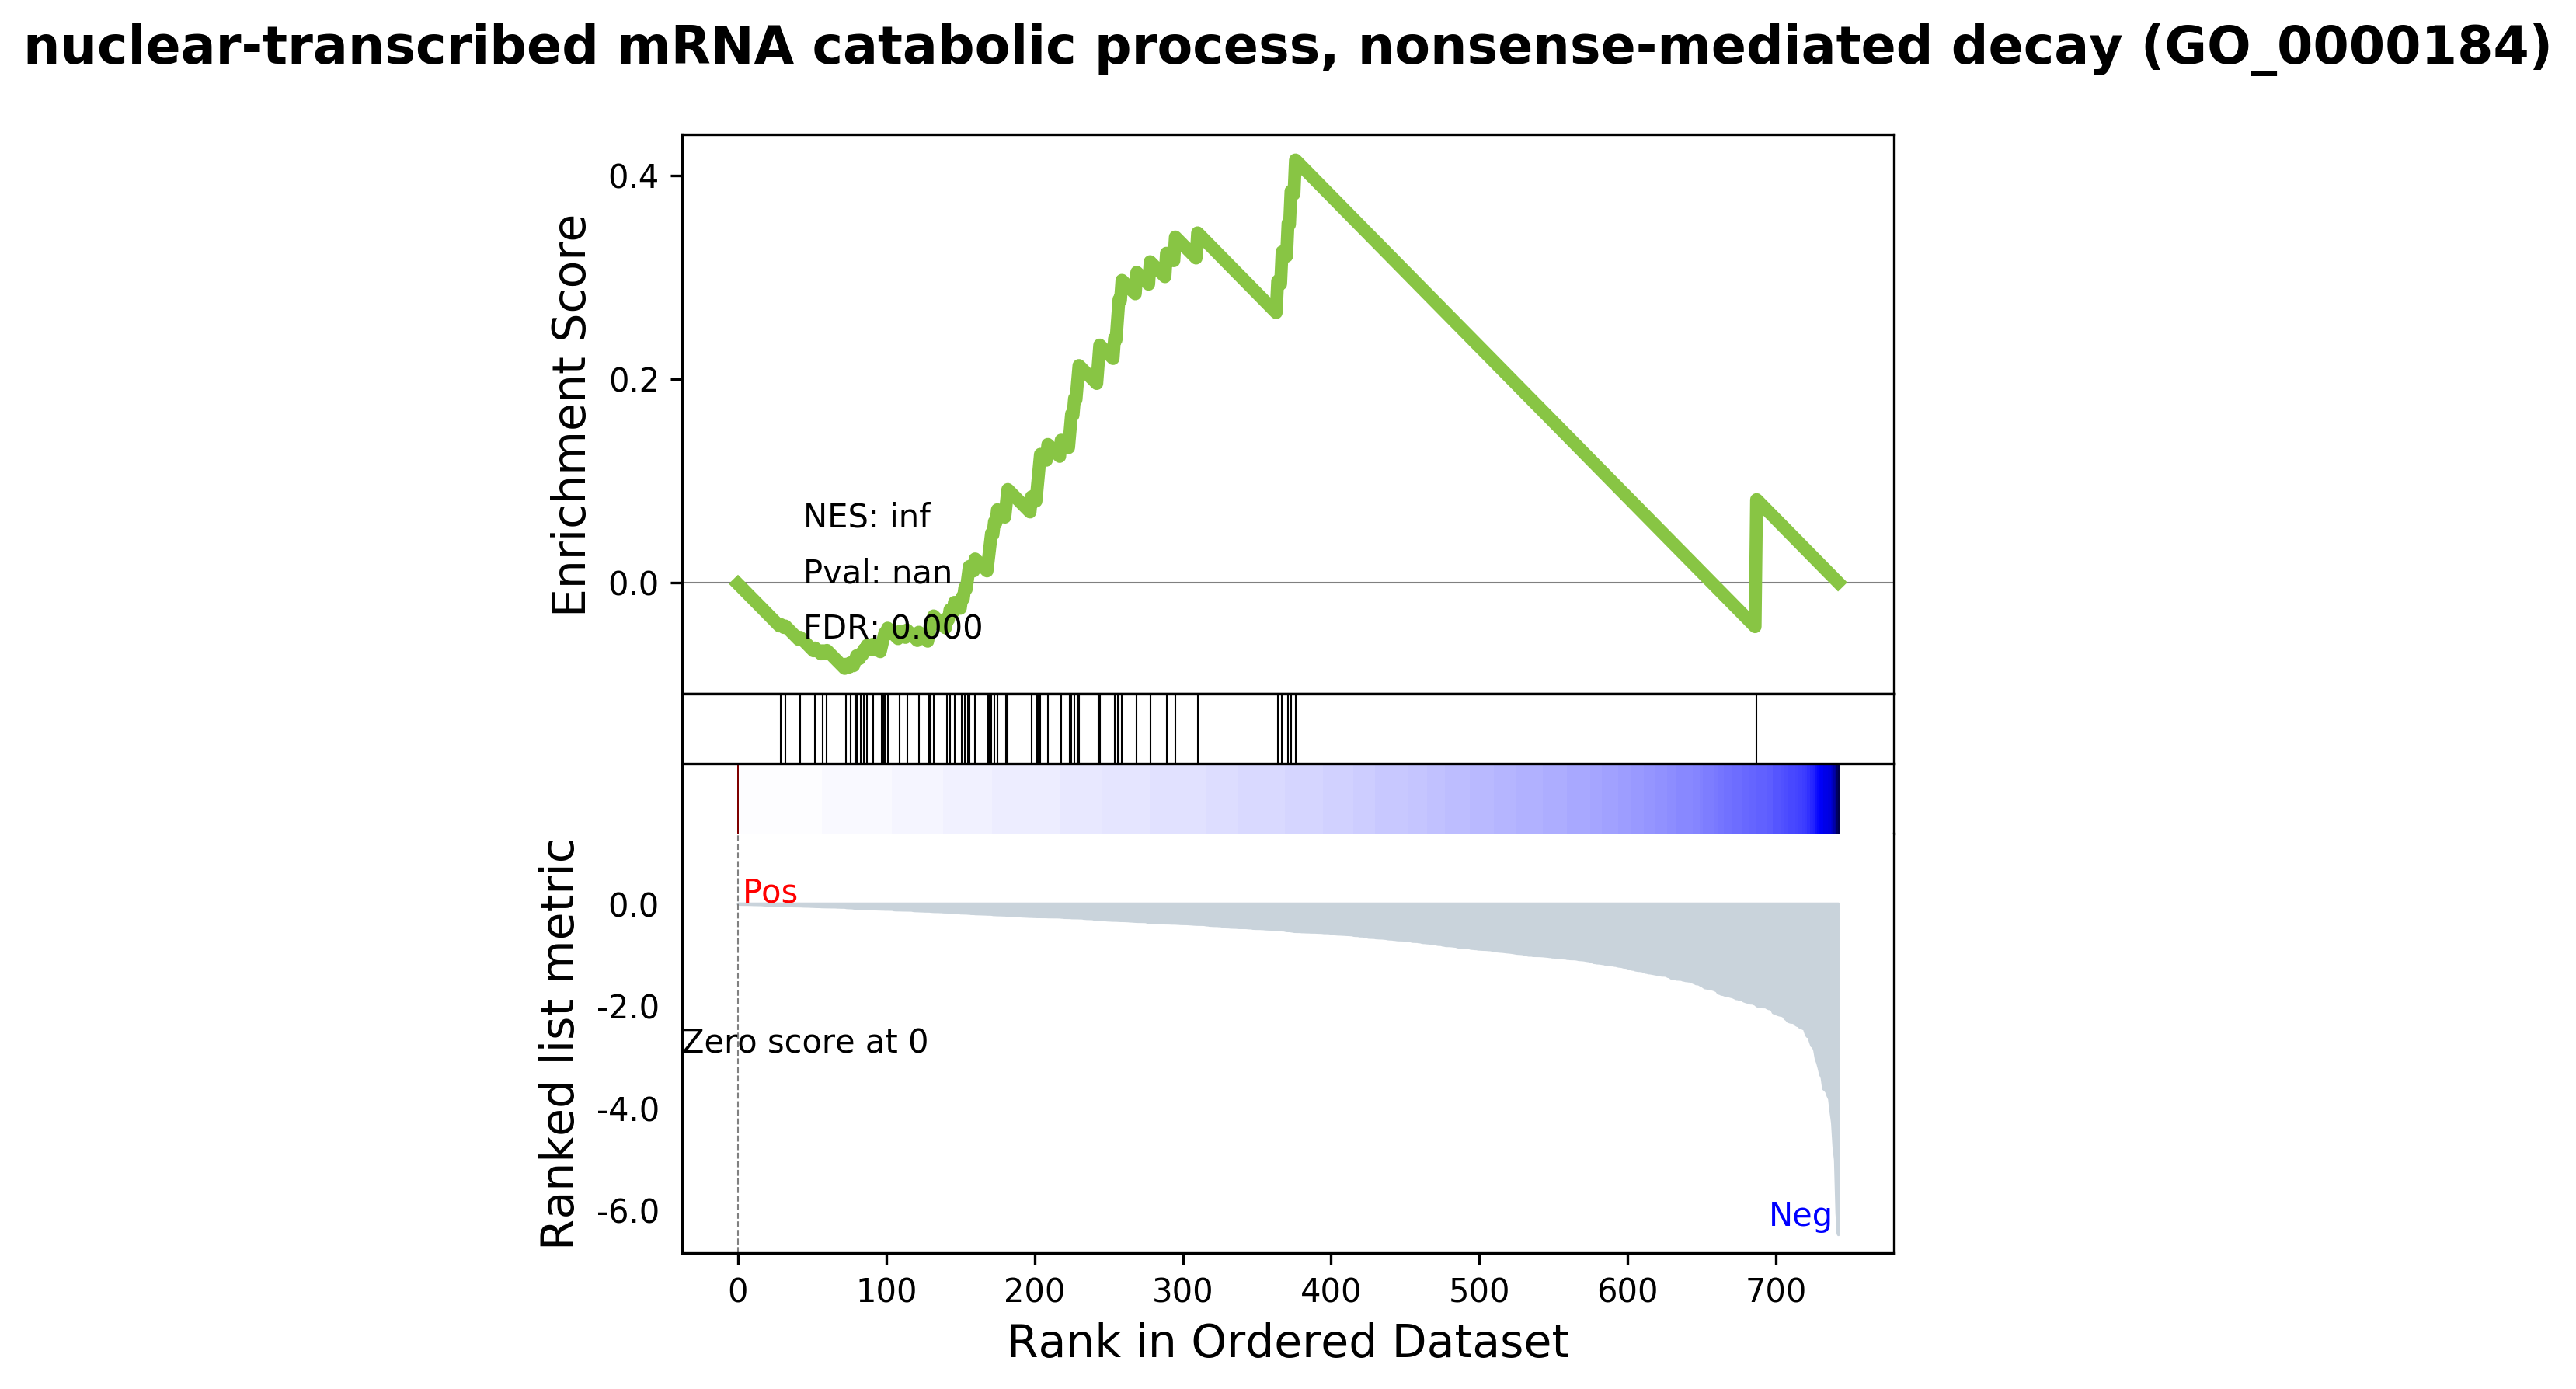 nuclear-transcribed mRNA catabolic process, nonsense-mediated decay (GO_0000184)
Enrichment Score
0.4
0.2
0.0
NES: inf
Pval: nan
FDR: 0.000
Ranked list metric
0.0
-2.0
-4.0
-6.0
Pos
Zero score at 0
Neg
0 100 200 300 400 500 600 700
Rank in Ordered Dataset